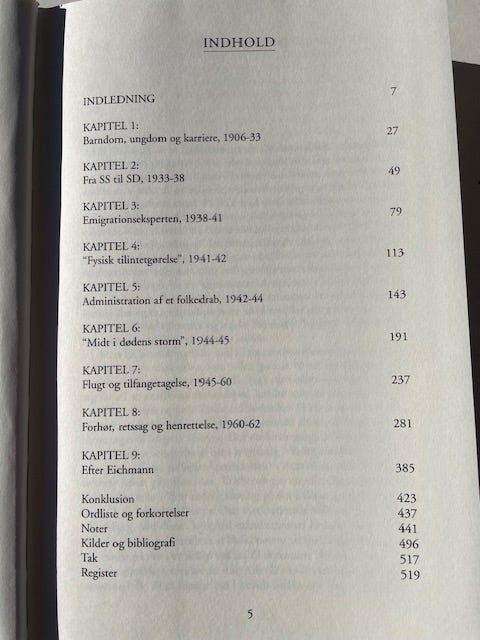 INDHOLD
INDLEDNING 7
KAPITEL 1:
Barndom, ungdom og karriere, 1906-33 27
KAPITEL 2:
Fra SS til SD, 1933-38 49
KAPITEL 3:
Emigrationseksperten, 1938-41 79
KAPITEL 4:
“Fysisk tilintetgørelse”, 1941-42 113
KAPITEL 5:
Administration af et folkedrab, 1942-44 143
KAPITEL 6:
“Midt i dødens storm”, 1944-45 191
KAPITEL 7:
Flugt og tilfangetagelse, 1945-60 237
KAPITEL 8:
Forhør, retssag og henrettelse, 1960-62 281
KAPITEL 9:
Efter Eichmann 385
Konklusion 423
Ordliste og forkortelser 437
Noter 441
Kilder og bibliografi 496
Tak 517
Register 519
5